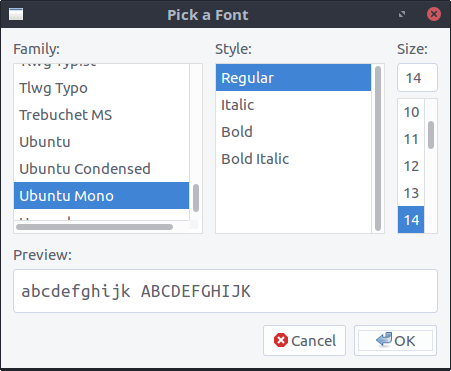 Pick a Font
Family:
Tlwg Typist
Tlwg Typo
Trebuchet MS
Ubuntu
Ubuntu Condensed
Ubuntu Mono
Style:
Regular
Italic
Bold
Bold Italic
Size:
14
10
11
12
13
14
Preview:
abcdefghijk ABCDEFGHIJK
Cancel
OK